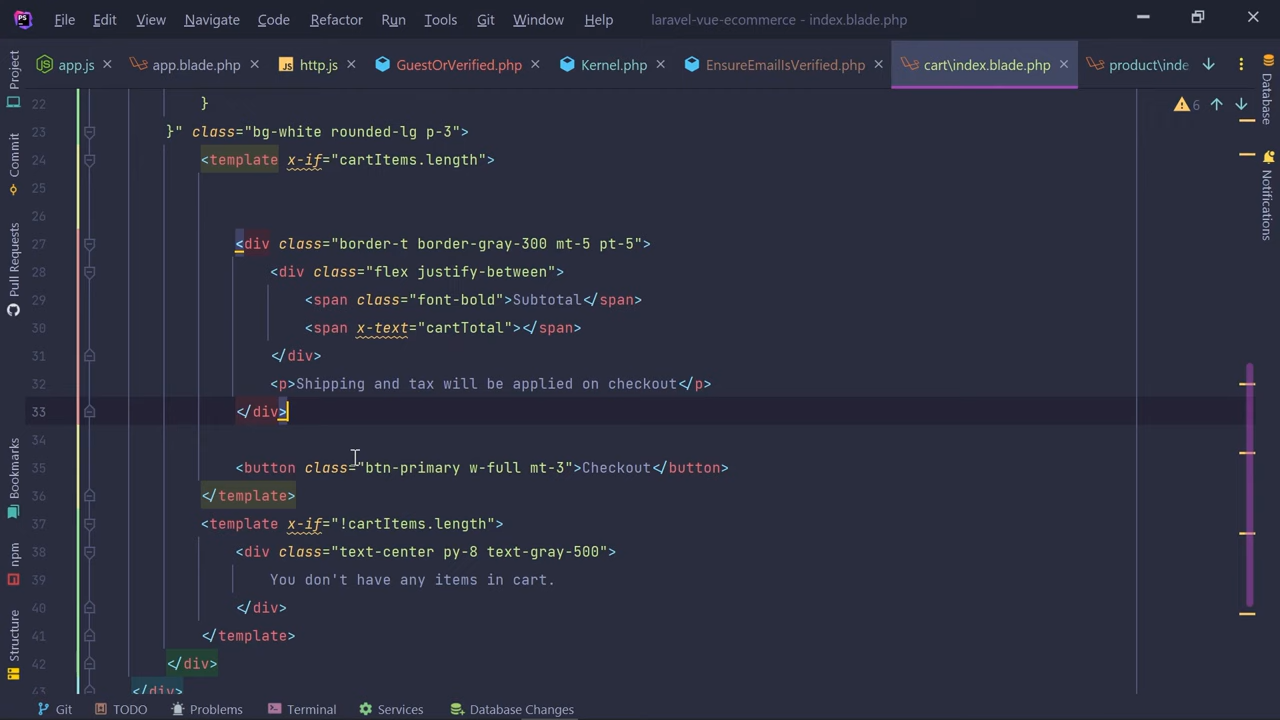 PS File Edit View Navigate Code Refactor Run Tools Git Window Help laravel-vue-ecommerce - index.blade.php
app.js app.blade.php JS http.js GuestOrVerified.php Kernel.php EnsureEmailIsVerified.php cart\index.blade.php product\inde
6
22 }
23 }" class="bg-white rounded-lg p-3">
24 <template x-if="cartItems.length">
25
26
27 <div class="border-t border-gray-300 mt-5 pt-5">
28 <div class="flex justify-between">
29 <span class="font-bold">Subtotal</span>
30 <span x-text="cartTotal"></span>
31 </div>
32 <p>Shipping and tax will be applied on checkout</p>
33 </div>
34
35 <button class="btn-primary w-full mt-3">Checkout</button>
36 </template>
37 <template x-if="!cartItems.length">
38 <div class="text-center py-8 text-gray-500">
39 You don't have any items in cart.
40 </div>
41 </template>
42 </div>
43 </div>
Project
Commit
Pull Requests
Bookmarks
npm
Structure
Database
Notifications
Git TODO Problems Terminal Services Database Changes